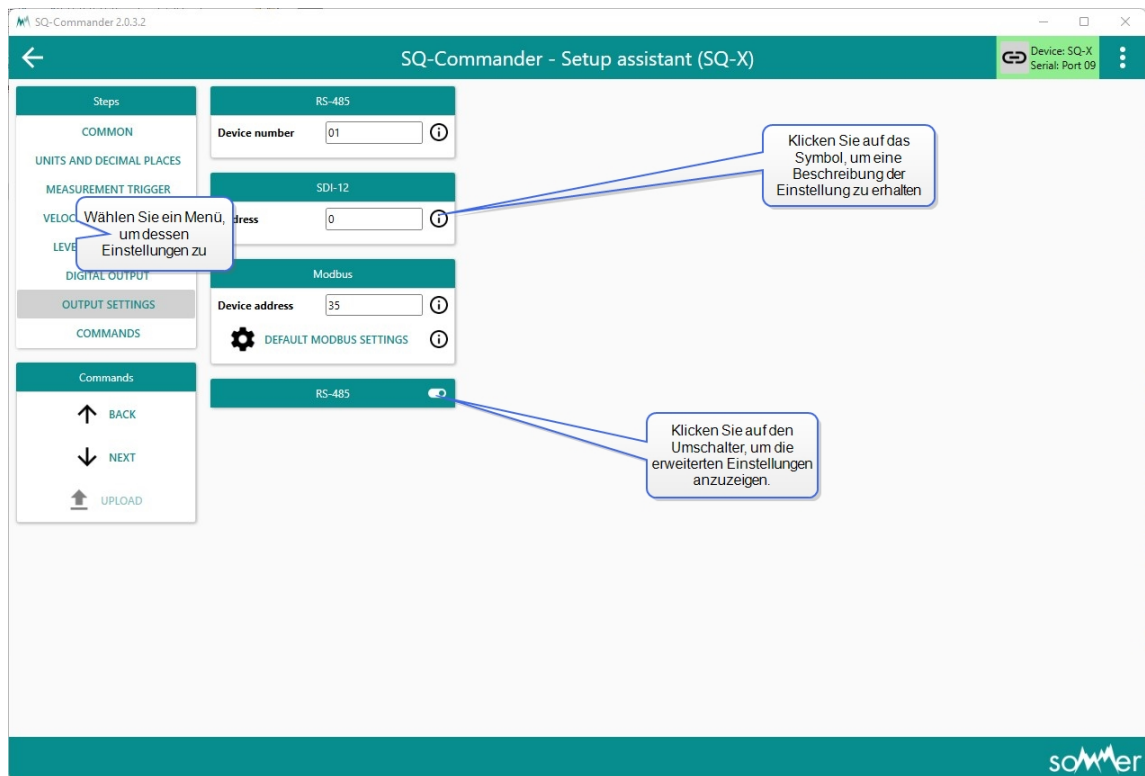 SQ-Commander 2.0.3.2
SQ-Commander - Setup assistant (SQ-X)
Device: SQ-X
Serial: Port 09
Steps
COMMON
UNITS AND DECIMAL PLACES
MEASUREMENT TRIGGER
VELOC
LEVE
DIGITAL OUTPUT
OUTPUT SETTINGS
COMMANDS
Wählen Sie ein Menü,
um dessen
Einstellungen zu
Commands
BACK
NEXT
UPLOAD
RS-485
Device number 01
SDI-12
dress 0
Modbus
Device address 35
DEFAULT MODBUS SETTINGS
RS-485
Klicken Sie auf das
Symbol, um eine
Beschreibung der
Einstellung zu erhalten
Klicken Sie auf den
Umschalter, um die
erweiterten Einstellungen
anzuzeigen.
sommer